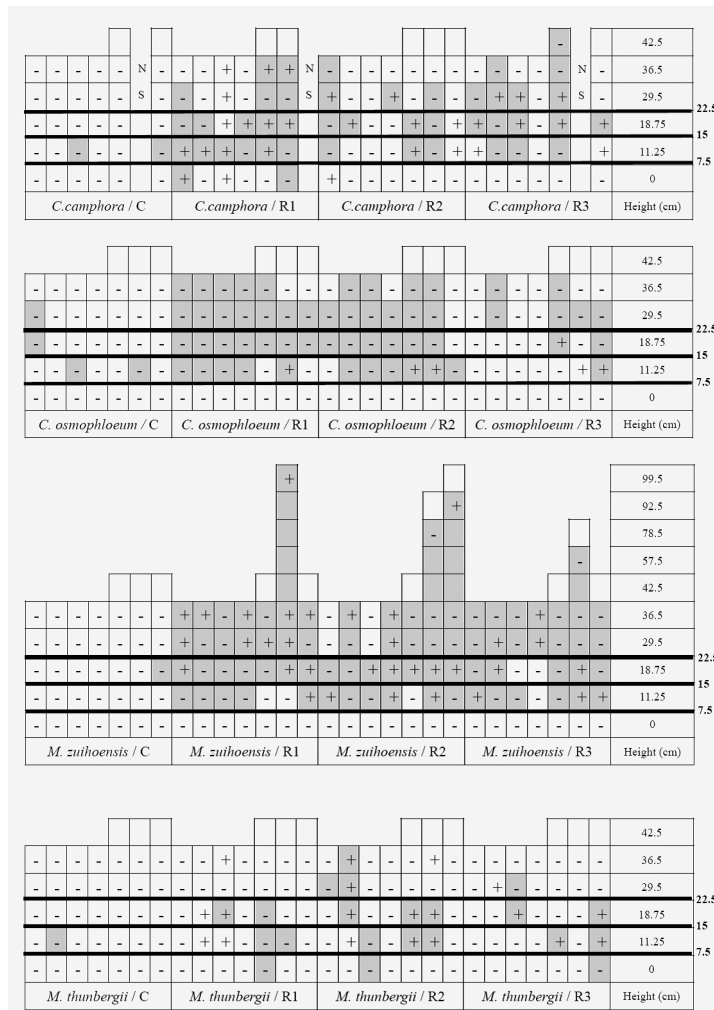 - 42.5
- - - - - N - - - + - + + N - - - - - - - - - - - - N - 36.5
- - - - - S - - - + - - - S + - - + - - - - + + - + S - 29.5
22.5
- - - - - - - - + + + + - - + - - + - + + - + - + + 18.75
15
- - - - - - + + + - + - - - - - - + - + + - - - - + 11.25
7.5
- - - - - - + - + - - - + - - - - - - - - - - - - 0
C.camphora / C C.camphora / R1 C.camphora / R2 C.camphora / R3 Height (cm)
42.5
- - - - - - - - - - - - - - - - - - - - - - - - - - - - 36.5
- - - - - - - - - - - - - - - - - - - - - - - - - - - - 29.5
22.5
- - - - - - - - - - - - - - - - - - - - - - - - - + - - 18.75
15
- - - - - - - - - - - - + - - - - - + + - - - - - - + + 11.25
7.5
- - - - - - - - - - - - - - - - - - - - - - - - - - - - 0
C. osmophloeum / C C. osmophloeum / R1 C. osmophloeum / R2 C. osmophloeum / R3 Height (cm)
+ 99.5
+ 92.5
- 78.5
- 57.5
42.5
- - - - - - - + + - + - + + - + - + - - - - - - + - - - 36.5
- - - - - - - + - - + + + - - - - + - - - - + - + - - - 29.5
22.5
- - - - - - - + - - - - + + - - + + + + + - + - - - + - 18.75
15
- - - - - - - - - - - - - + + - - + - + - + - - - - + + 11.25
7.5
- - - - - - - - - - - - - - - - - - - - - - - - - - - - 0
M. zuihoensis / C M. zuihoensis / R1 M. zuihoensis / R2 M. zuihoensis / R3 Height (cm)
42.5
- - - - - - - - - + - - - - - + - - - + - - - - - - - - 36.5
- - - - - - - - - - - - - - - + - - - - - - + - - - - - 29.5
22.5
- - - - - - - - + + - - - - - + - - + + - - - + - - - + 18.75
15
- - - - - - - - + + - - - - - + - - + + - - - - - + - + 11.25
7.5
- - - - - - - - - - - - - - - - - - - - - - - - - - - - 0
M. thunbergii / C M. thunbergii / R1 M. thunbergii / R2 M. thunbergii / R3 Height (cm)